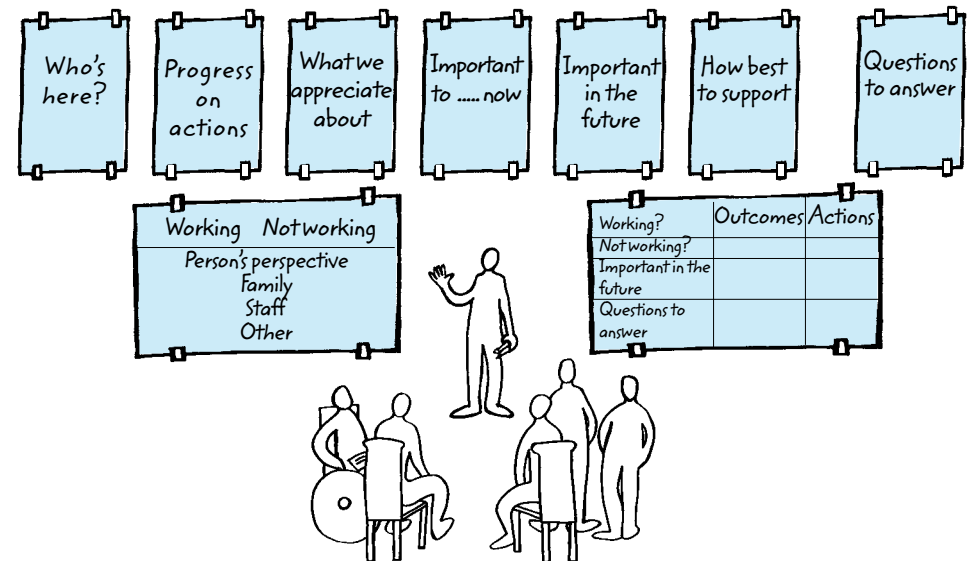 Who's
here?
Progress
on
actions
What we
appreciate
about
Important
to ..... now
Important
in the
future
How best
to support
Questions
to answer
Working Not working
Person's perspective
Family
Staff
Other
Working? Outcomes Actions
Not working?
Important in the
future
Questions to
answer